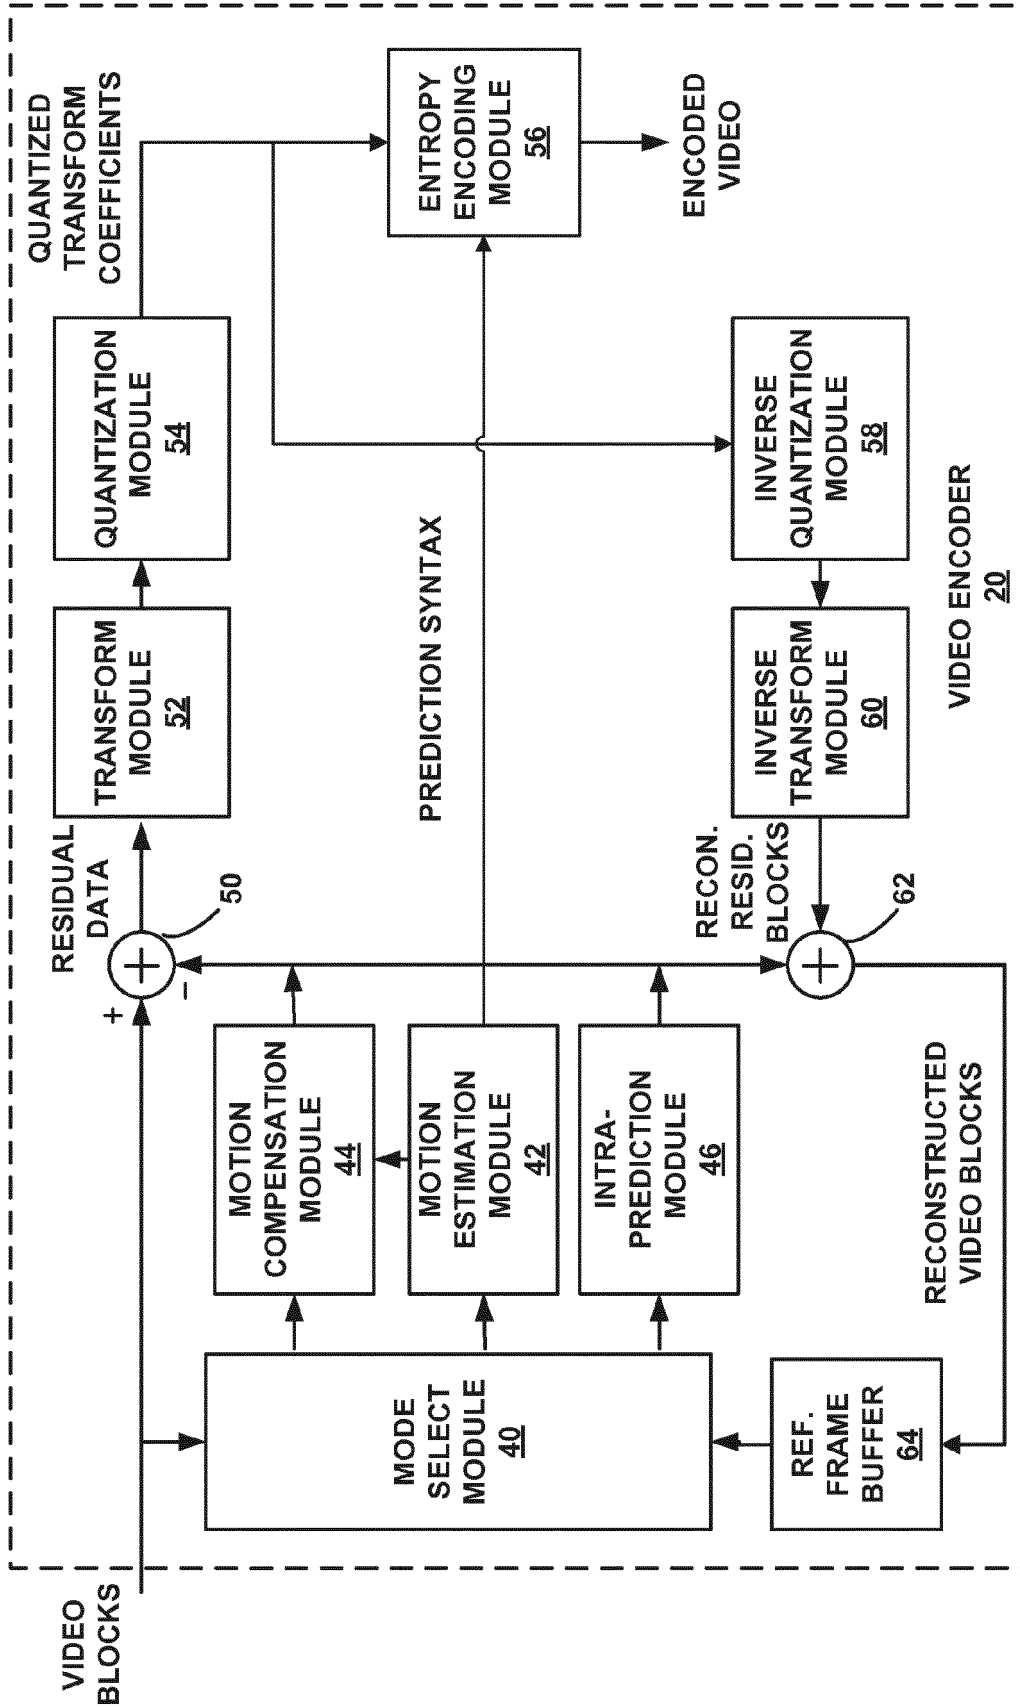 VIDEO
BLOCKS
+
−
MODE
SELECT
MODULE
40
MOTION
COMPENSATION
MODULE
44
MOTION
ESTIMATION
MODULE
42
INTRA-
PREDICTION
MODULE
46
REF.
FRAME
BUFFER
64
RECONSTRUCTED
VIDEO BLOCKS
RESIDUAL
DATA
50
TRANSFORM
MODULE
52
QUANTIZATION
MODULE
54
QUANTIZED
TRANSFORM
COEFFICIENTS
PREDICTION SYNTAX
ENTROPY
ENCODING
MODULE
56
ENCODED
VIDEO
RECON.
RESID.
BLOCKS
62
INVERSE
TRANSFORM
MODULE
60
INVERSE
QUANTIZATION
MODULE
58
VIDEO ENCODER
20